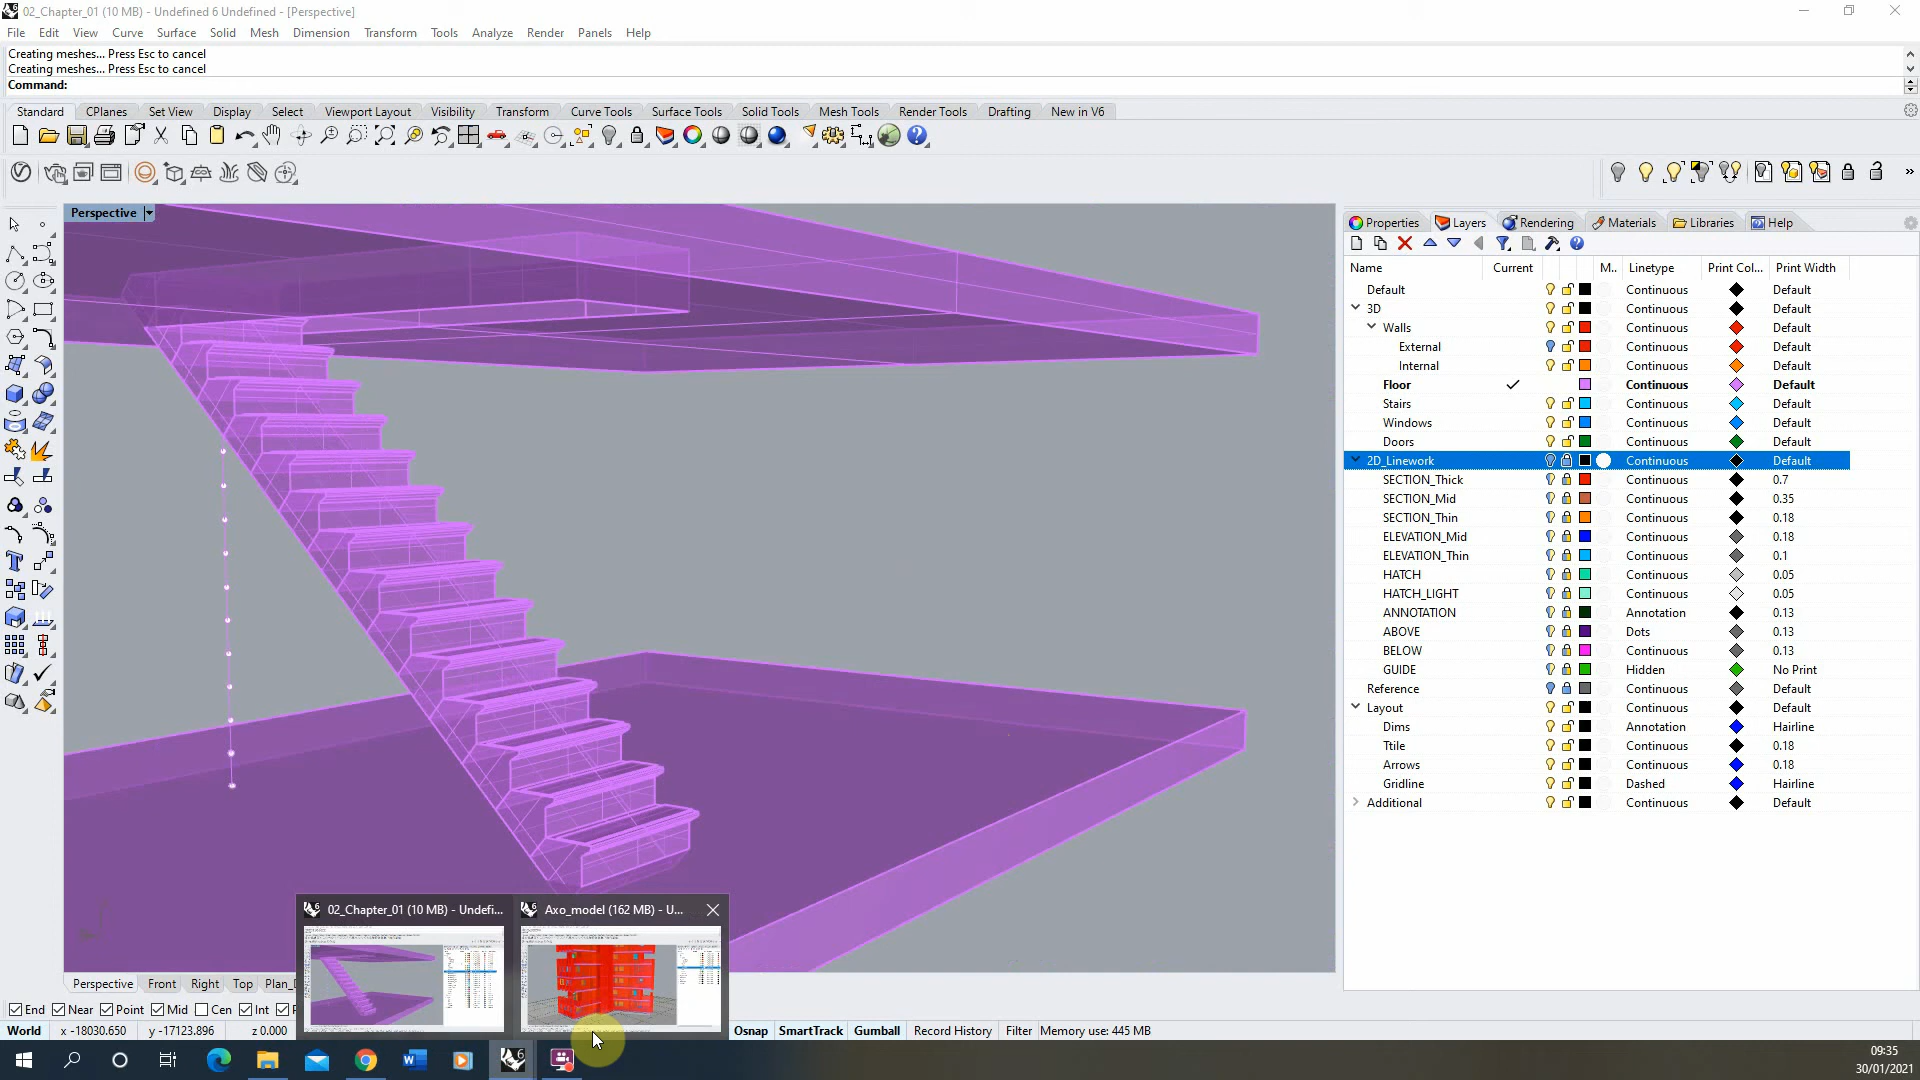 02_Chapter_01 (10 MB) - Undefined 6 Undefined - [Perspective]
File Edit View Curve Surface Solid Mesh Dimension Transform Tools Analyze Render Panels Help
Creating meshes... Press Esc to cancel
Creating meshes... Press Esc to cancel
Command:
Standard CPlanes Set View Display Select Viewport Layout Visibility Transform Curve Tools Surface Tools Solid Tools Mesh Tools Render Tools Drafting New in V6
Perspective
Properties Layers Rendering Materials Libraries Help
Name Current M.. Linetype Print Col... Print Width
Default Continuous Default
3D Continuous Default
Walls Continuous Default
External Continuous Default
Internal Continuous Default
Floor Continuous Default
Stairs Continuous Default
Windows Continuous Default
Doors Continuous Default
2D_Linework Continuous Default
SECTION_Thick Continuous 0.7
SECTION_Mid Continuous 0.35
SECTION_Thin Continuous 0.18
ELEVATION_Mid Continuous 0.18
ELEVATION_Thin Continuous 0.1
HATCH Continuous 0.05
HATCH_LIGHT Continuous 0.05
ANNOTATION Annotation 0.13
ABOVE Dots 0.13
BELOW Continuous 0.13
GUIDE Hidden No Print
Reference Continuous Default
Layout Continuous Default
Dims Annotation Hairline
Ttile Continuous 0.18
Arrows Continuous 0.18
Gridline Dashed Hairline
Additional Continuous Default
02_Chapter_01 (10 MB) - Undefi... Axo_model (162 MB) - U...
Perspective Front Right Top
End Near Point Mid Cen Int
World x -18030.650 y -17123.896 z 0.000 Osnap SmartTrack Gumball Record History Filter Memory use: 445 MB
09:35
30/01/2021